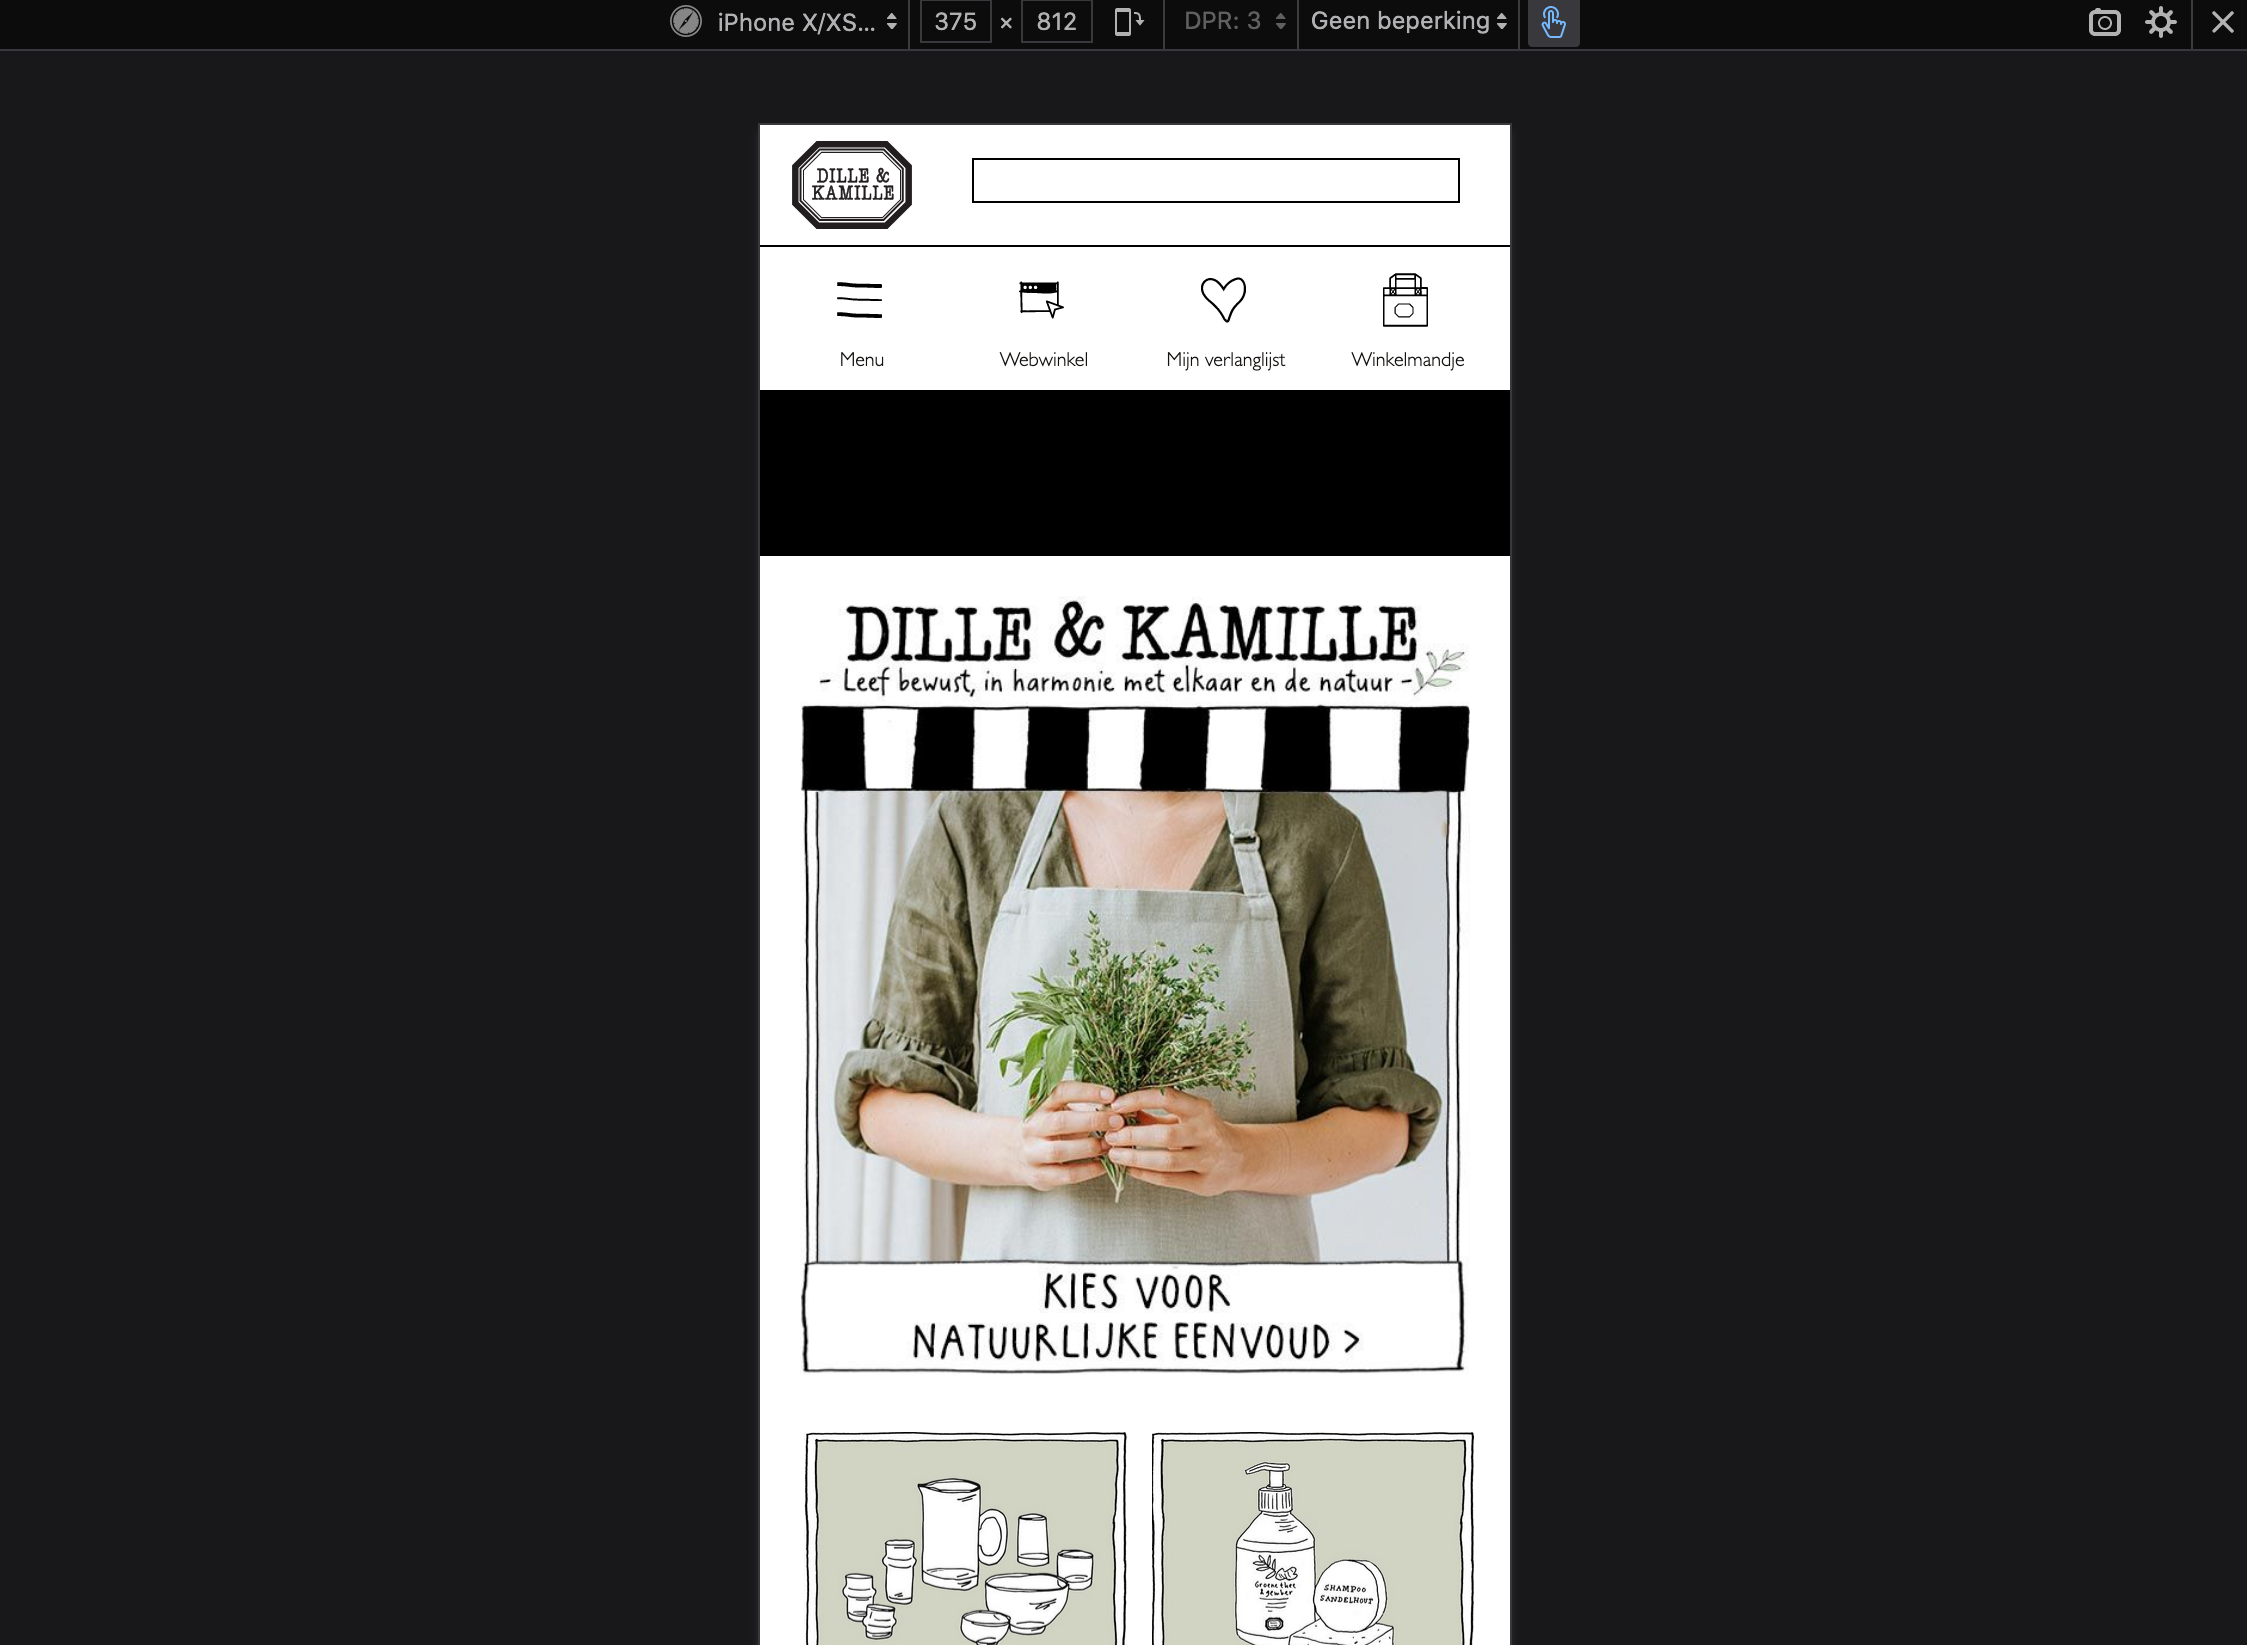 iPhone X/XS...
375 × 812
DPR: 3
Geen beperking
DILLE &
KAMILLE
Menu
Webwinkel
Mijn verlanglijst
Winkelmandje
DILLE & KAMILLE
- Leef bewust, in harmonie met elkaar en de natuur -
KIES VOOR
NATUURLIJKE EENVOUD >
Groene thee
& gember
SHAMPOO
SANDELHOUT